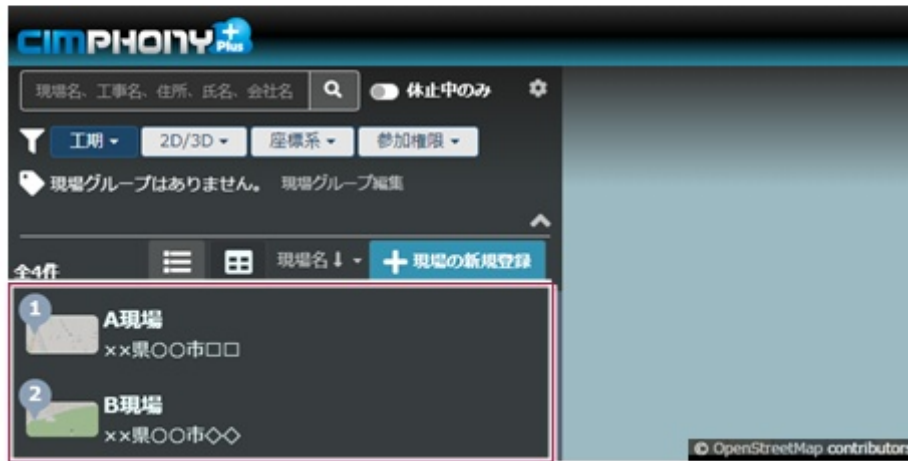 CIMPHONY Plus
現場名、工事名、住所、氏名、会社名 休止中のみ
工期 2D/3D 座標系 参加権限
現場グループはありません。 現場グループ編集
全4件 現場名↓ +現場の新規登録
1 A現場
××県〇〇市□□
2 B現場
××県〇〇市◇◇
© OpenStreetMap contributors